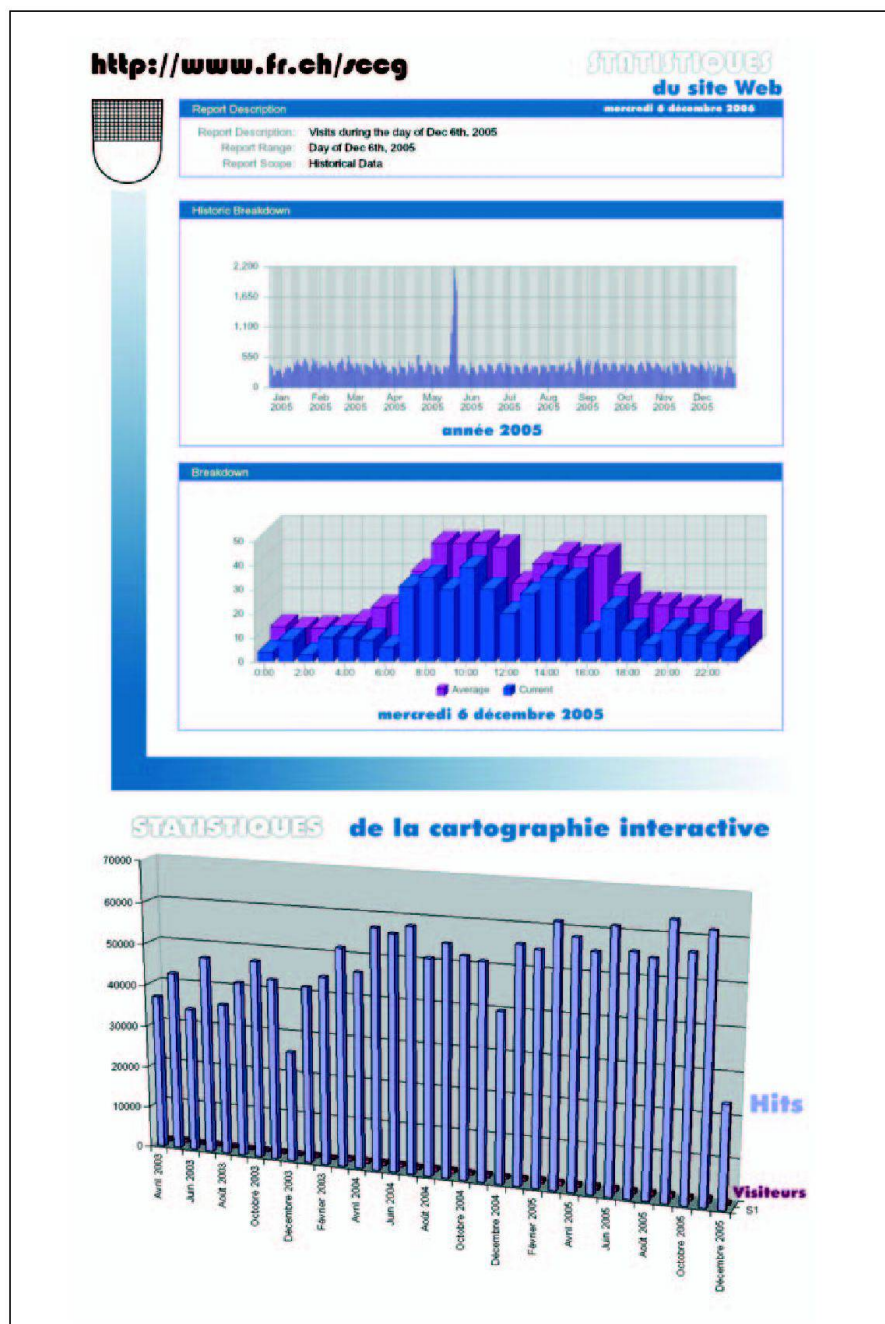 http://www.fr.ch/sccg
STATISTIQUES
du site Web
Report Description
mercredi 6 décembre 2006
Report Description: Visits during the day of Dec 6th, 2005
Report Range: Day of Dec 6th, 2005
Report Scope: Historical Data
Historic Breakdown
2,200
1,650
1,100
550
0
Jan 2005 Feb 2005 Mar 2005 Apr 2005 May 2005 Jun 2005 Jul 2005 Aug 2005 Sep 2005 Oct 2005 Nov 2005 Dec 2005
année 2005
Breakdown
50
40
30
20
10
0
0:00 2:00 4:00 6:00 8:00 10:00 12:00 14:00 16:00 18:00 20:00 22:00
Average Current
mercredi 6 décembre 2005
STATISTIQUES de la cartographie interactive
70000
60000
50000
40000
30000
20000
10000
0
Hits
Visiteurs
S1
Avril 2003
Juin 2003
Août 2003
Octobre 2003
Décembre 2003
Février 2003
Avril 2004
Juin 2004
Août 2004
Octobre 2004
Décembre 2004
Février 2005
Avril 2005
Juin 2005
Août 2005
Octobre 2005
Décembre 2005